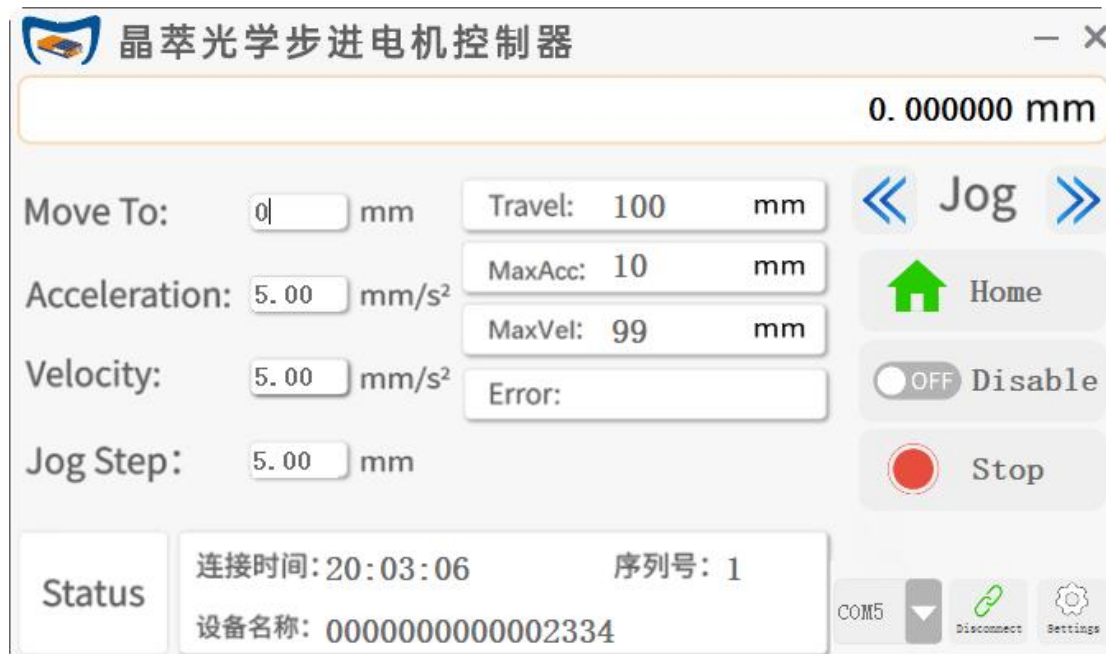 晶萃光学步进电机控制器
0.000000 mm
Move To: 0 mm
Travel: 100 mm
Jog
Acceleration: 5.00 mm/s²
MaxAcc: 10 mm
Home
MaxVel: 99 mm
Velocity: 5.00 mm/s²
Error:
OFF Disable
Jog Step: 5.00 mm
Stop
Status
连接时间:20:03:06 序列号: 1
设备名称: 0000000000002334
COM5
Disconnect
Settings